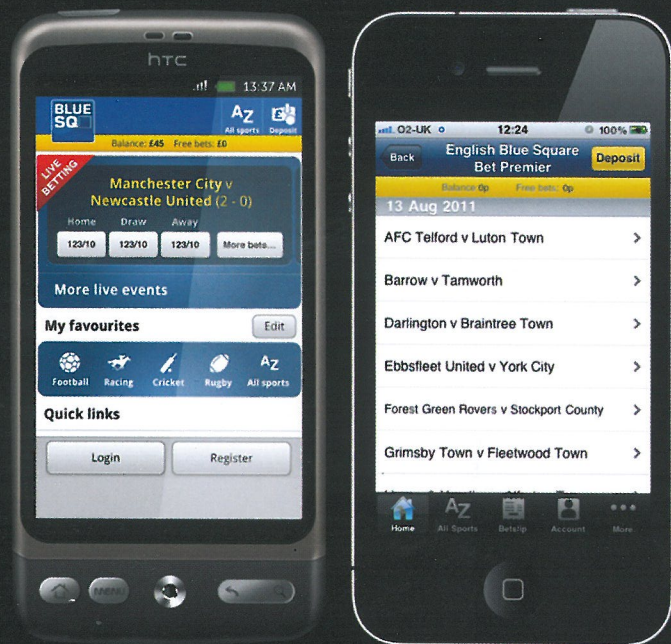 hTC
13:37 AM
BLUE
SQ
AZ
All sports
£
Deposit
Balance: £45 Free bets: £0
LIVE
BETTING
Manchester City v
Newcastle United (2 - 0)
Home Draw Away
123/10 123/10 123/10 More bets...
More live events
My favourites Edit
AZ
Football Racing Cricket Rugby All sports
Quick links
Login Register
MENU
O2-UK 12:24 100%
Back English Blue Square
Bet Premier Deposit
Balance 0p Free bets: 0p
13 Aug 2011
AFC Telford v Luton Town
Barrow v Tamworth
Darlington v Braintree Town
Ebbsfleet United v York City
Forest Green Rovers v Stockport County
Grimsby Town v Fleetwood Town
AZ
Home All Sports Betslip Account More